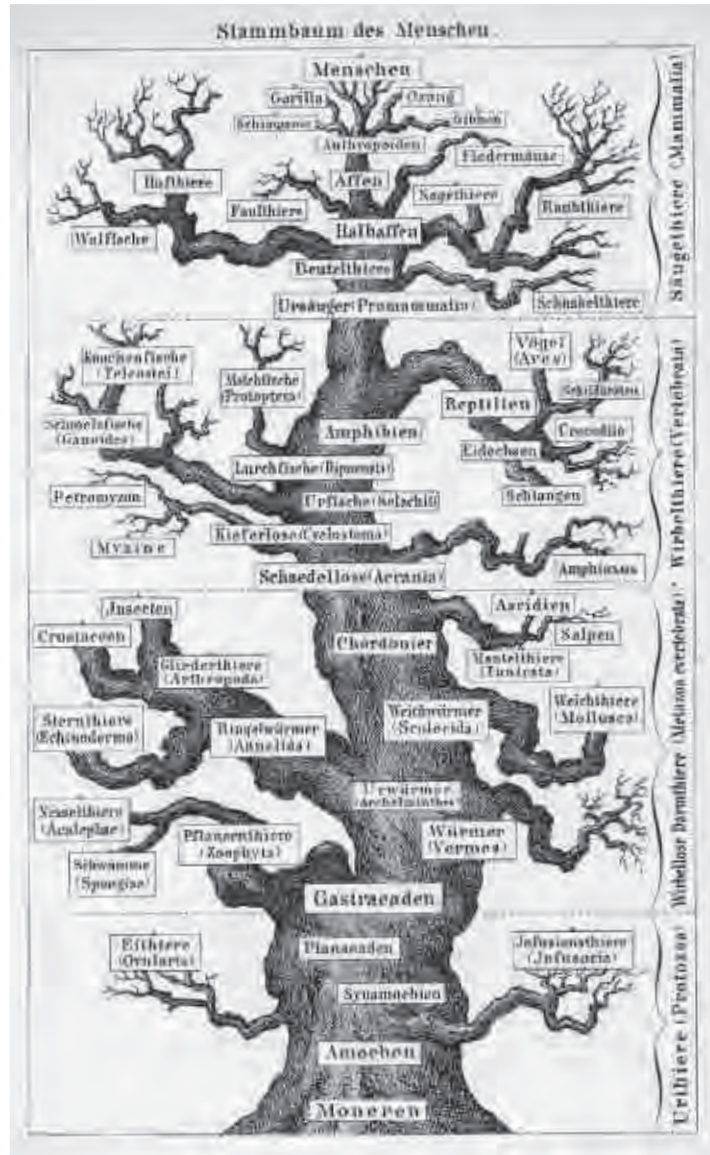 Stammbaum des Menschen.
Menschen
Gorilla
Orang
Schimpanse
Gibbon
Anthropoiden
Fledermäuse
Hufthiere
Affen
Nagethiere
Faulthiere
Raubthiere
Halbaffen
Walfische
Beutelthiere
Ursäuger (Promammalia)
Schnabelthiere
Säugethiere (Mammalia)
Knochenfische
(Teleostei)
Vögel
(Aves)
Molchfische
(Protoptera)
Schildkröten
Reptilien
Schmelzfische
(Ganoides)
Amphibien
Crocodile
Eidechsen
Lurchfische (Dipneusti)
Petromyzon
Urfische (Selachii)
Schlangen
Kieferlose (Cyclostoma)
Myxine
Amphioxus
Schaedellose (Acrania)
Wirbelthiere (Vertebrata)
Insecten
Ascidien
Crustaceen
Salpen
Chordonier
Gliederthiere
(Arthropoda)
Mantelthiere
(Tunicata)
Sternthiere
(Echinoderma)
Ringelwürmer
(Annelida)
Weichwürmer
(Scolecida)
Weichthiere
(Mollusca)
Urwürmer
(Archelminthes)
Nesselthiere
(Acalephae)
Pflanzenthiere
(Zoophyta)
Würmer
(Vermes)
Schwämme
(Spongiae)
Gastraeaden
Wirbellose Darmthiere (Metazoa evertebrata)
Eithiere
(Ovularia)
Planaeaden
Infusionsthiere
(Infusoria)
Synamoebien
Amoeben
Moneren
Urthiere (Protozoa)